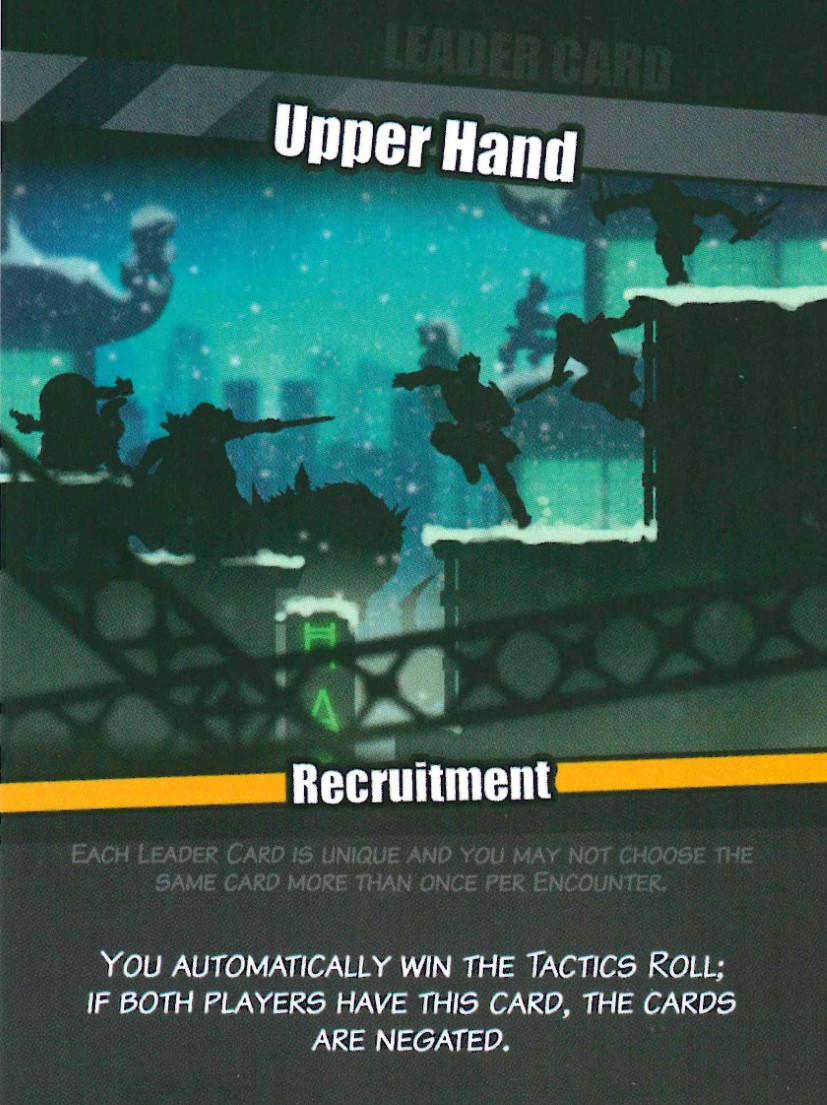 LEADER CARD
Upper Hand
H
A
Recruitment
EACH LEADER CARD IS UNIQUE AND YOU MAY NOT CHOOSE THE
SAME CARD MORE THAN ONCE PER ENCOUNTER.
YOU AUTOMATICALLY WIN THE TACTICS ROLL;
IF BOTH PLAYERS HAVE THIS CARD, THE CARDS
ARE NEGATED.